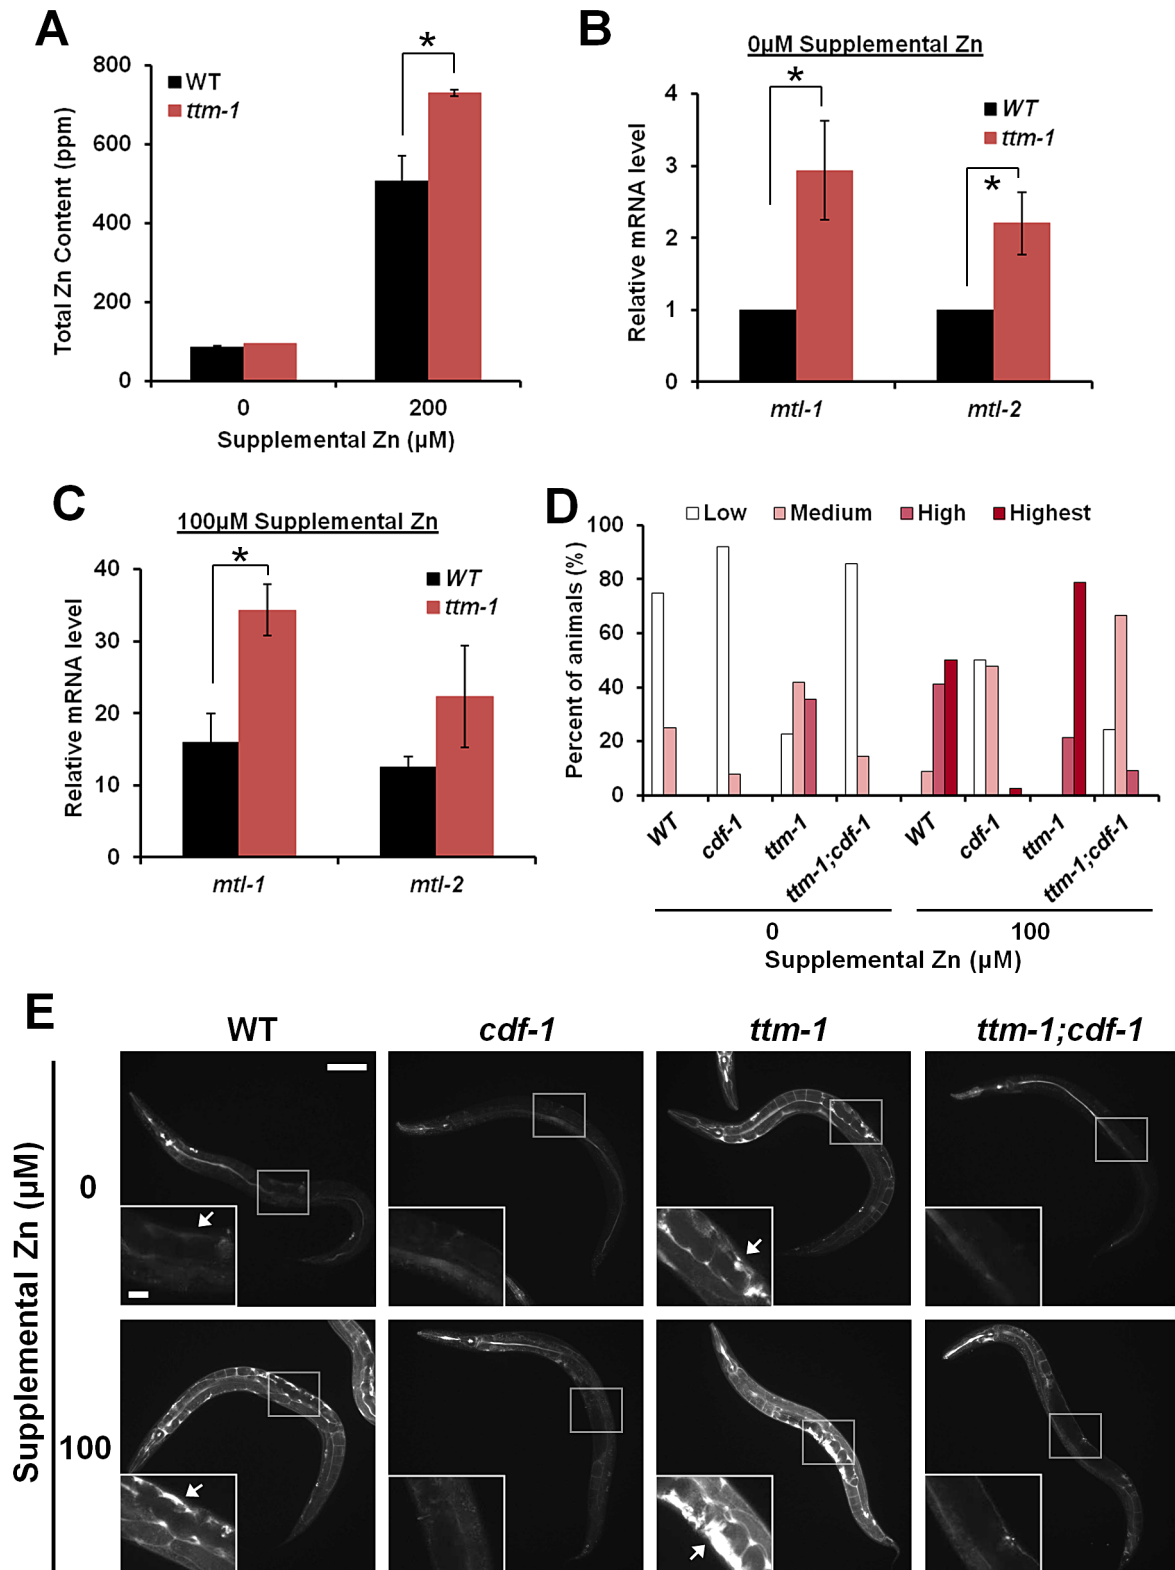 A
Total Zn Content (ppm)
800
600
400
200
0
WT
ttm-1
*
0
200
Supplemental Zn (µM)
B
0µM Supplemental Zn
Relative mRNA level
4
3
2
1
0
*
*
WT
ttm-1
mtl-1
mtl-2
C
100µM Supplemental Zn
Relative mRNA level
40
30
20
10
0
*
WT
ttm-1
mtl-1
mtl-2
D
Percent of animals (%)
100
80
60
40
20
0
Low
Medium
High
Highest
WT
cdf-1
ttm-1
ttm-1;cdf-1
WT
cdf-1
ttm-1
ttm-1;cdf-1
0
100
Supplemental Zn (µM)
E
WT
cdf-1
ttm-1
ttm-1;cdf-1
Supplemental Zn (µM)
0
100